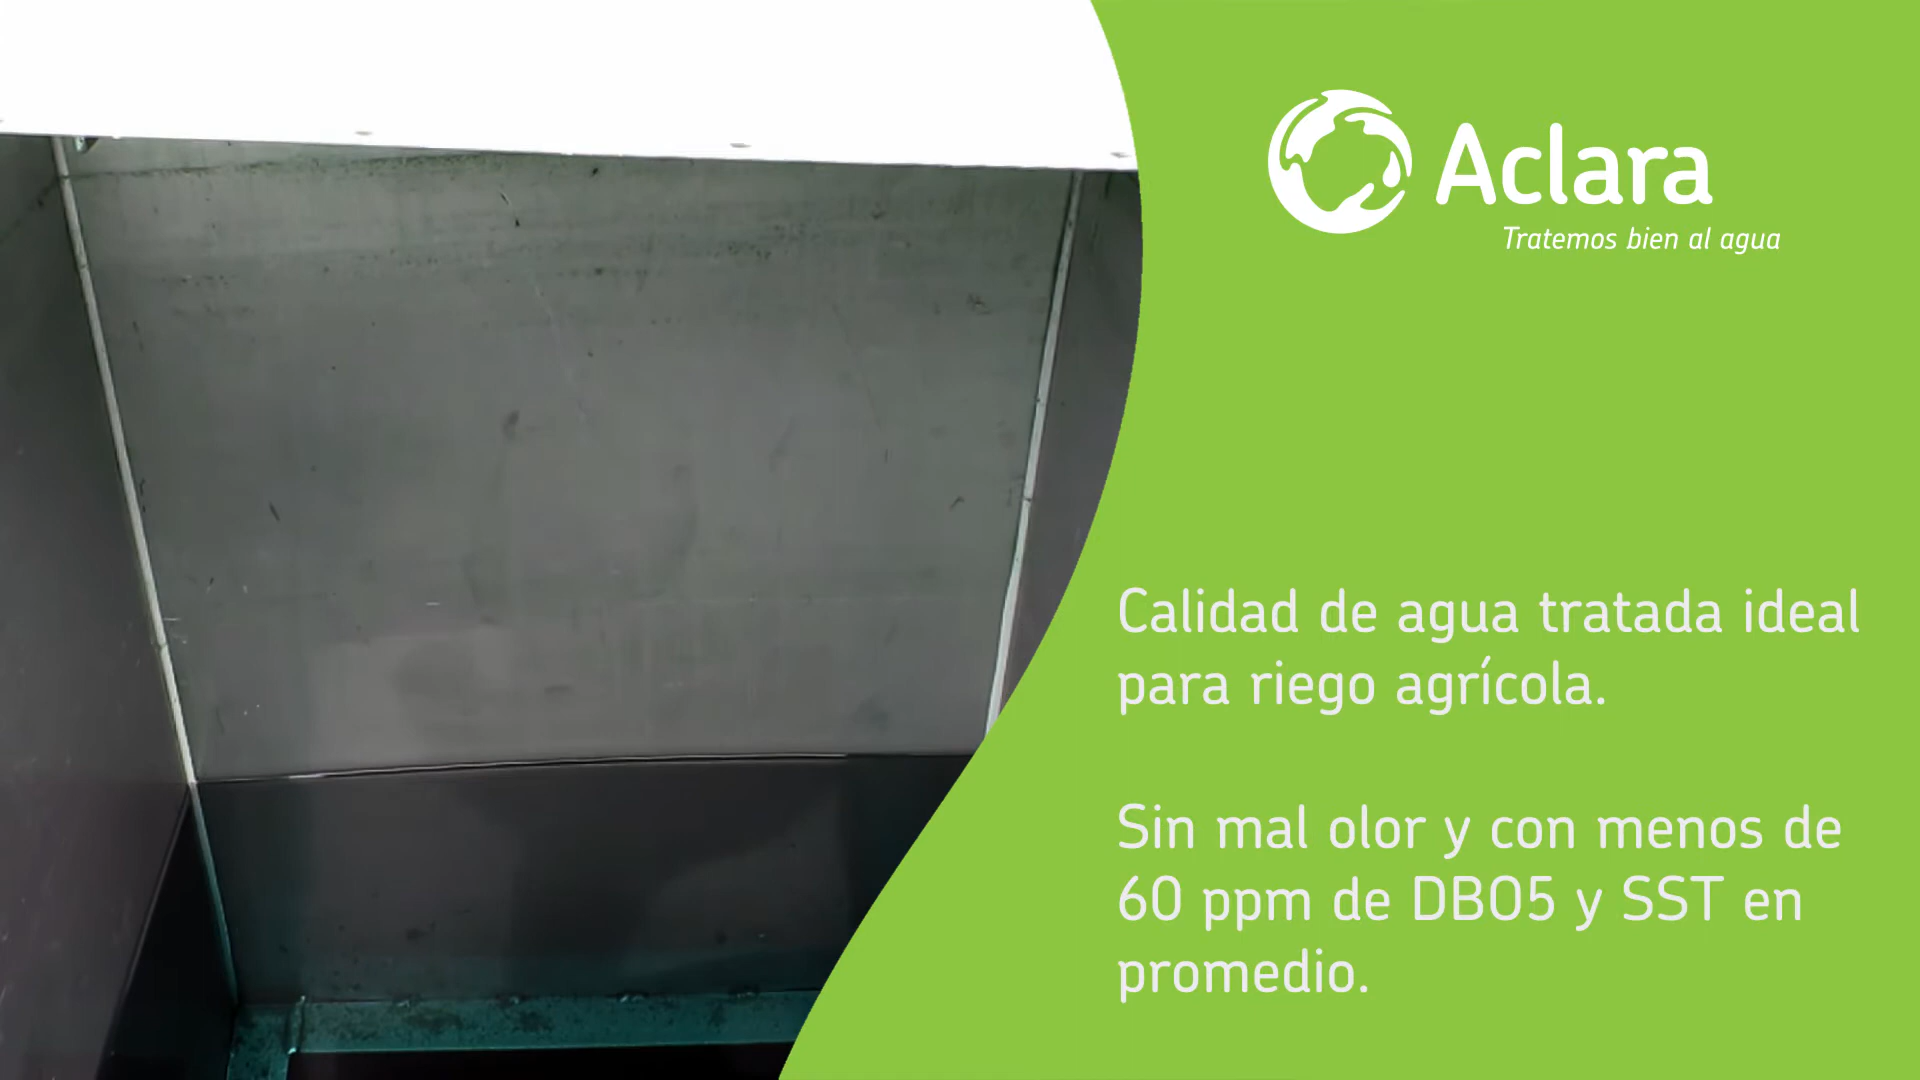 Aclara
Tratemos bien al agua
Calidad de agua tratada ideal
para riego agrícola.
Sin mal olor y con menos de
60 ppm de DBO5 y SST en
promedio.